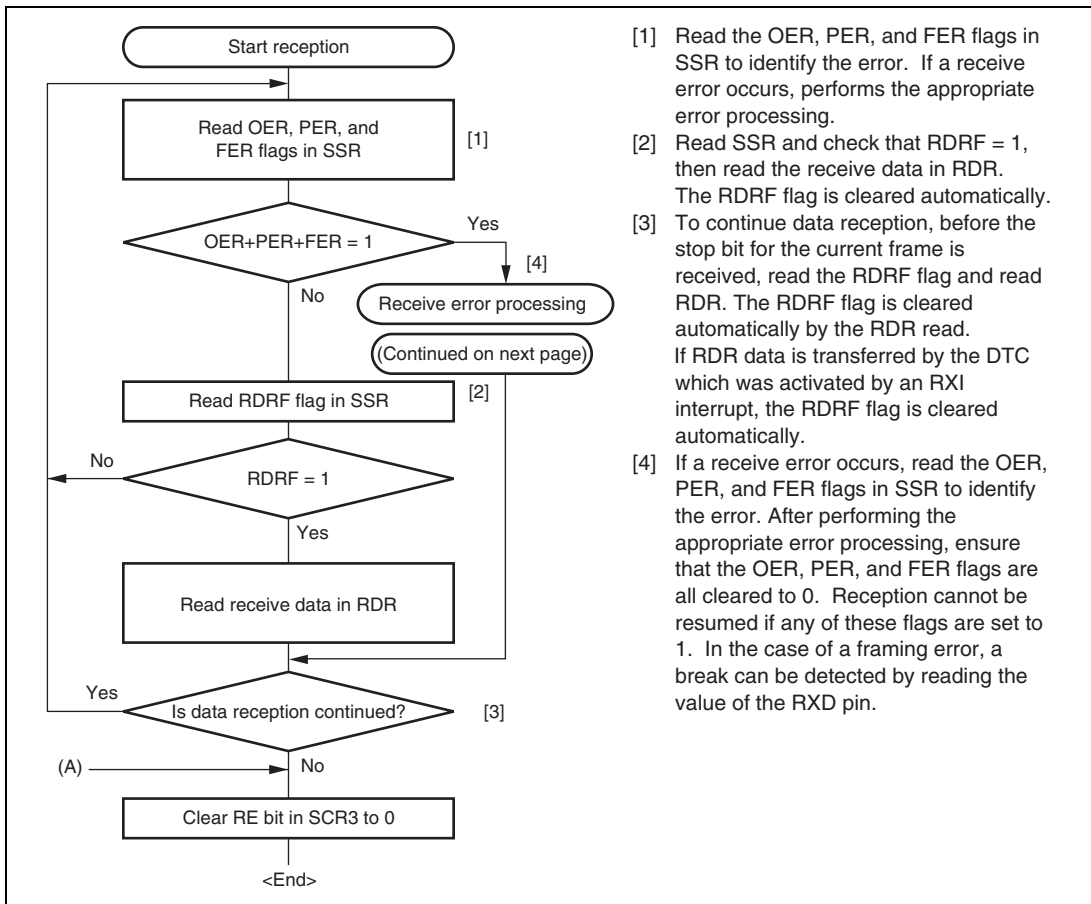 Start reception
Read OER, PER, and
FER flags in SSR
[1]
OER+PER+FER = 1
Yes
[4]
No
Receive error processing
(Continued on next page)
[2]
Read RDRF flag in SSR
No
RDRF = 1
Yes
Read receive data in RDR
Yes
Is data reception continued?
[3]
(A)
No
Clear RE bit in SCR3 to 0
<End>
[1] Read the OER, PER, and FER flags in
SSR to identify the error. If a receive
error occurs, performs the appropriate
error processing.
[2] Read SSR and check that RDRF = 1,
then read the receive data in RDR.
The RDRF flag is cleared automatically.
[3] To continue data reception, before the
stop bit for the current frame is
received, read the RDRF flag and read
RDR. The RDRF flag is cleared
automatically by the RDR read.
If RDR data is transferred by the DTC
which was activated by an RXI
interrupt, the RDRF flag is cleared
automatically.
[4] If a receive error occurs, read the OER,
PER, and FER flags in SSR to identify
the error. After performing the
appropriate error processing, ensure
that the OER, PER, and FER flags are
all cleared to 0. Reception cannot be
resumed if any of these flags are set to
1. In the case of a framing error, a
break can be detected by reading the
value of the RXD pin.